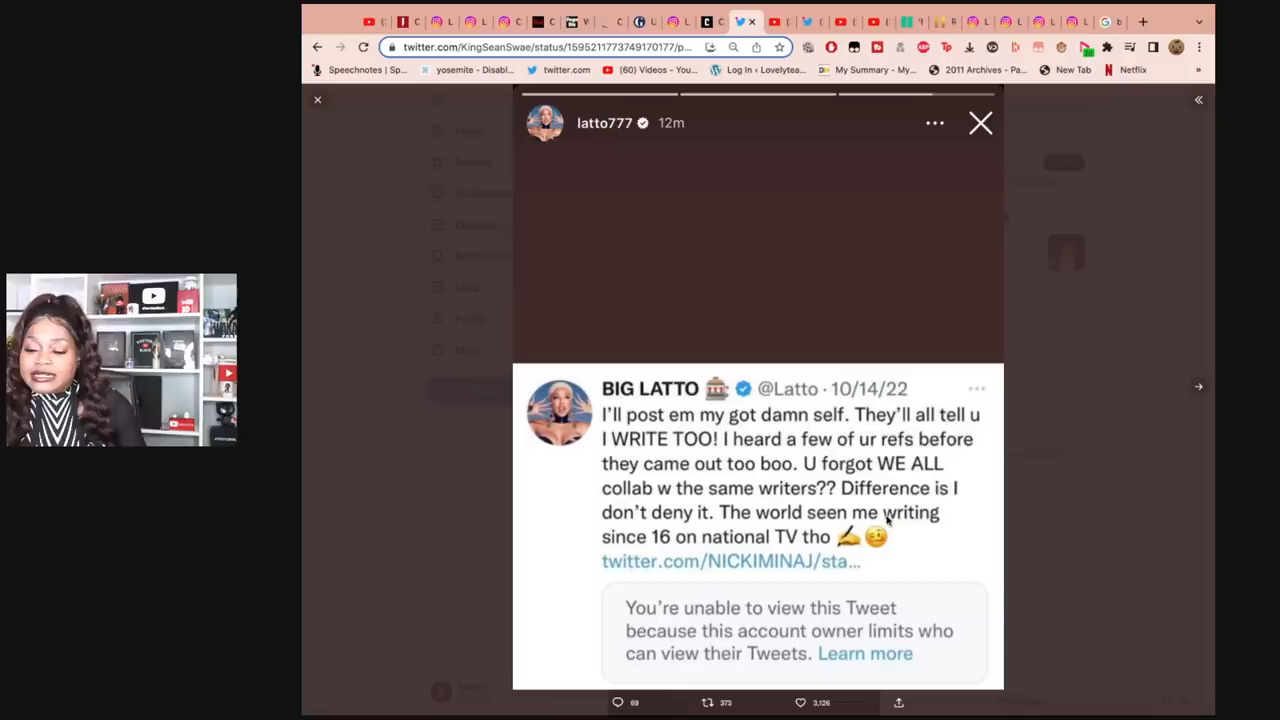 twitter.com/KingSeanSwae/status/1595211773749170177/p...
Speechnotes | Sp... yosemite - Disabl... twitter.com (60) Videos - You... Log In ‹ Lovelytea... My Summary - My... 2011 Archives - Pa... New Tab Netflix »
latto777 12m
BIG LATTO 🎰 @Latto · 10/14/22
I'll post em my got damn self. They'll all tell u
I WRITE TOO! I heard a few of ur refs before
they came out too boo. U forgot WE ALL
collab w the same writers?? Difference is I
don't deny it. The world seen me writing
since 16 on national TV tho ✍️🥴
twitter.com/NICKIMINAJ/sta...
You're unable to view this Tweet
because this account owner limits who
can view their Tweets. Learn more
69 373 3,126